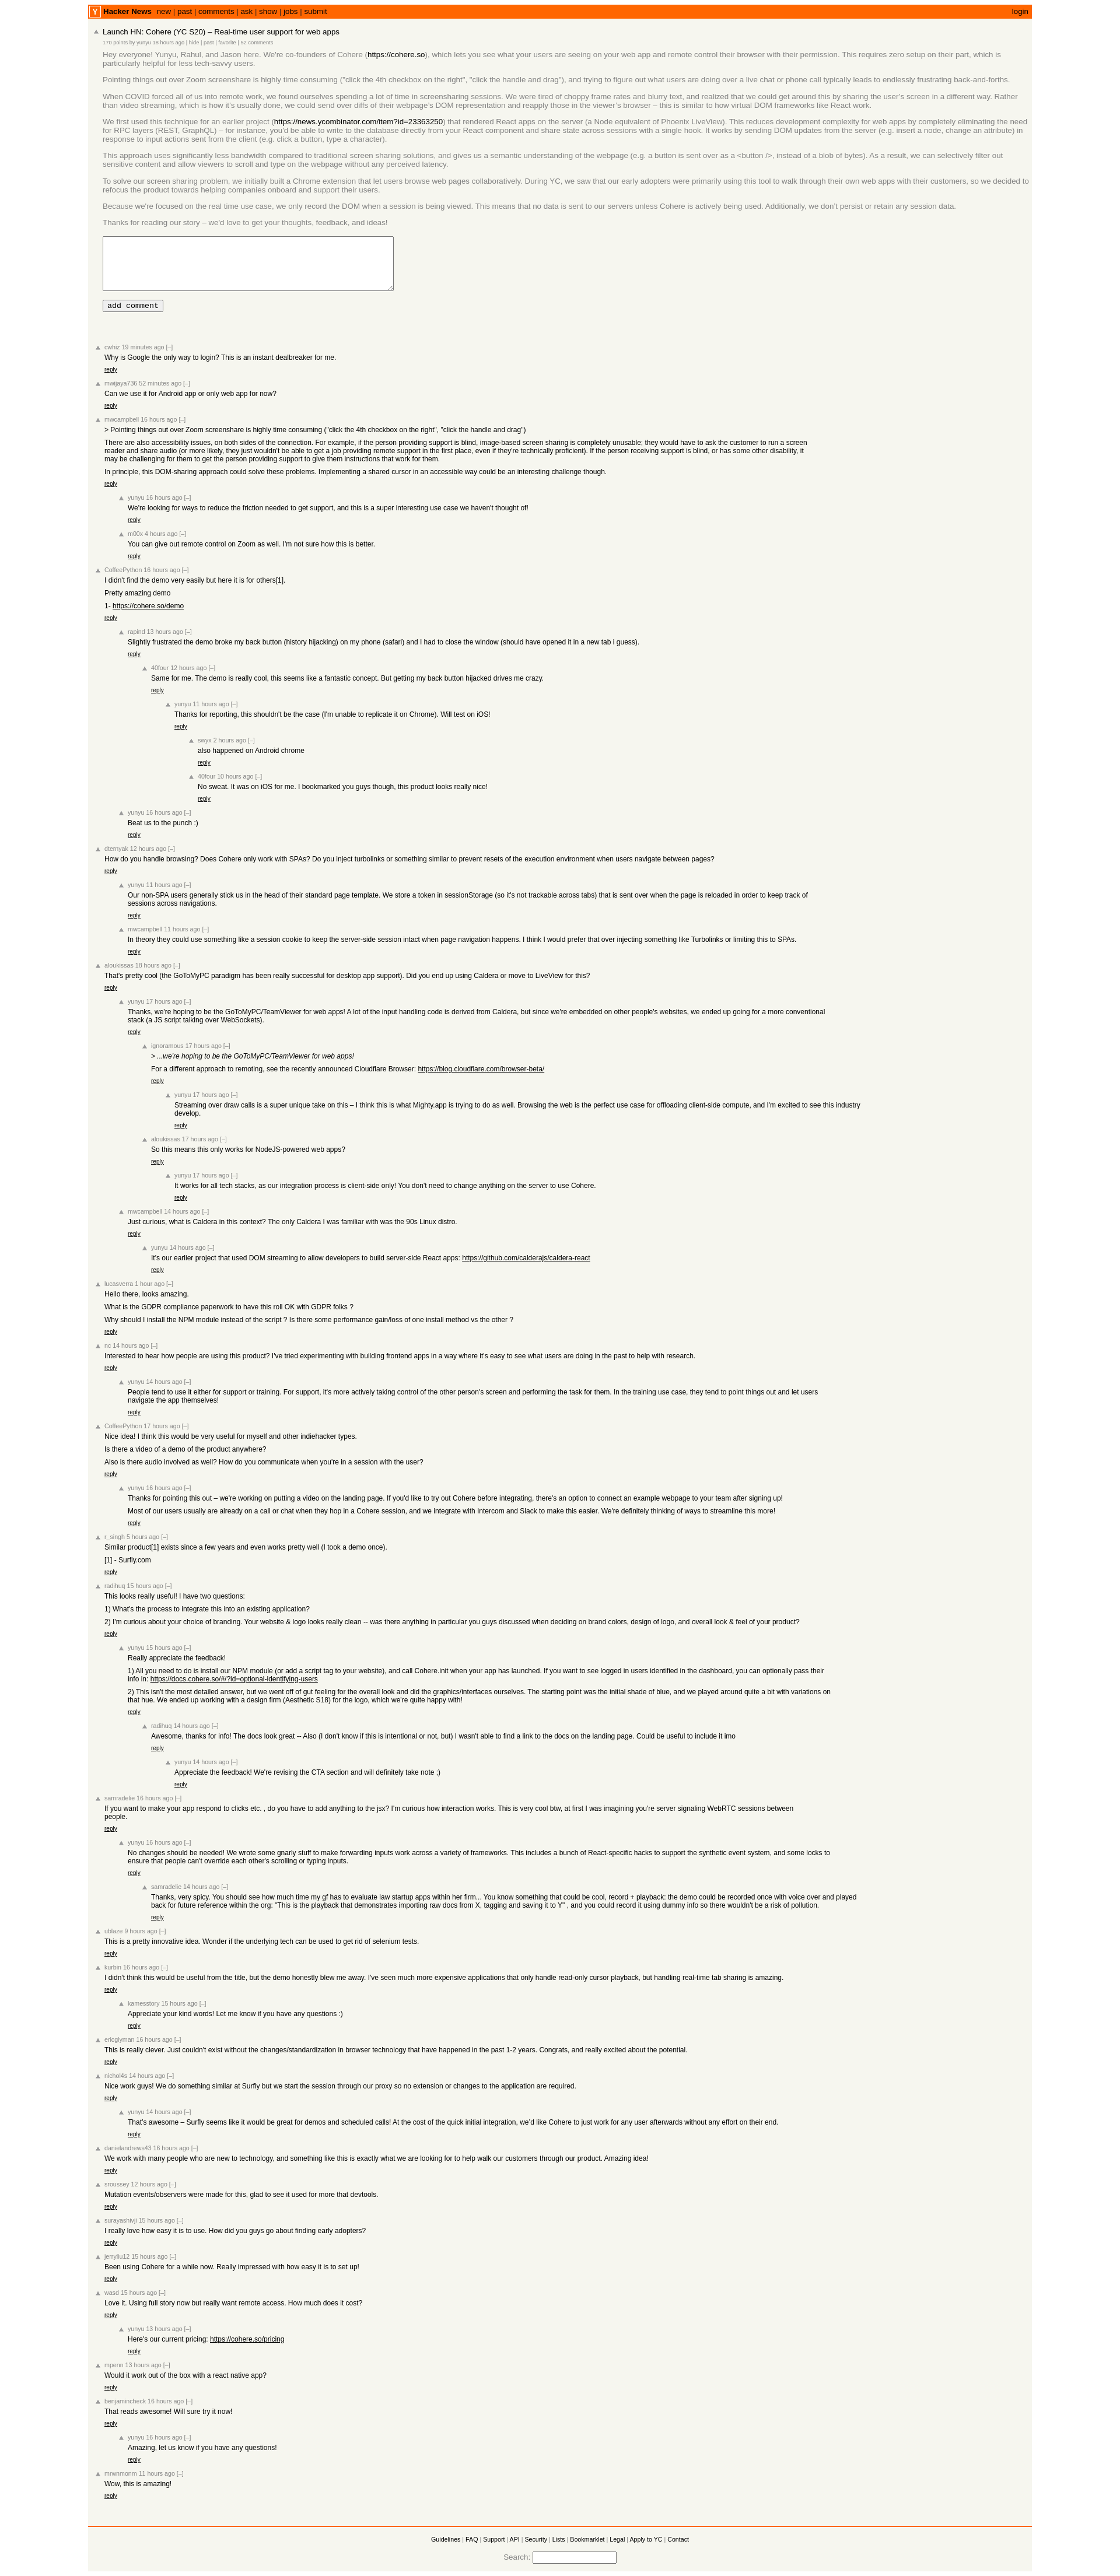 Y Hacker News new | past | comments | ask | show | jobs | submit login
Launch HN: Cohere (YC S20) – Real-time user support for web apps
170 points by yunyu 18 hours ago | hide | past | favorite | 52 comments
Hey everyone! Yunyu, Rahul, and Jason here. We're co-founders of Cohere (https://cohere.so), which lets you see what your users are seeing on your web app and remote control their browser with their permission. This requires zero setup on their part, which is
particularly helpful for less tech-savvy users.
Pointing things out over Zoom screenshare is highly time consuming ("click the 4th checkbox on the right", "click the handle and drag"), and trying to figure out what users are doing over a live chat or phone call typically leads to endlessly frustrating back-and-forths.
When COVID forced all of us into remote work, we found ourselves spending a lot of time in screensharing sessions. We were tired of choppy frame rates and blurry text, and realized that we could get around this by sharing the user's screen in a different way. Rather
than video streaming, which is how it's usually done, we could send over diffs of their webpage's DOM representation and reapply those in the viewer's browser – this is similar to how virtual DOM frameworks like React work.
We first used this technique for an earlier project (https://news.ycombinator.com/item?id=23363250) that rendered React apps on the server (a Node equivalent of Phoenix LiveView). This reduces development complexity for web apps by completely eliminating the need
for RPC layers (REST, GraphQL) – for instance, you'd be able to write to the database directly from your React component and share state across sessions with a single hook. It works by sending DOM updates from the server (e.g. insert a node, change an attribute) in
response to input actions sent from the client (e.g. click a button, type a character).
This approach uses significantly less bandwidth compared to traditional screen sharing solutions, and gives us a semantic understanding of the webpage (e.g. a button is sent over as a <button />, instead of a blob of bytes). As a result, we can selectively filter out
sensitive content and allow viewers to scroll and type on the webpage without any perceived latency.
To solve our screen sharing problem, we initially built a Chrome extension that let users browse web pages collaboratively. During YC, we saw that our early adopters were primarily using this tool to walk through their own web apps with their customers, so we decided to
refocus the product towards helping companies onboard and support their users.
Because we're focused on the real time use case, we only record the DOM when a session is being viewed. This means that no data is sent to our servers unless Cohere is actively being used. Additionally, we don't persist or retain any session data.
Thanks for reading our story – we'd love to get your thoughts, feedback, and ideas!
add comment
cwhiz 19 minutes ago [–]
Why is Google the only way to login? This is an instant dealbreaker for me.
reply
mwijaya736 52 minutes ago [–]
Can we use it for Android app or only web app for now?
reply
mwcampbell 16 hours ago [–]
> Pointing things out over Zoom screenshare is highly time consuming ("click the 4th checkbox on the right", "click the handle and drag")
There are also accessibility issues, on both sides of the connection. For example, if the person providing support is blind, image-based screen sharing is completely unusable; they would have to ask the customer to run a screen
reader and share audio (or more likely, they just wouldn't be able to get a job providing remote support in the first place, even if they're technically proficient). If the person receiving support is blind, or has some other disability, it
may be challenging for them to get the person providing support to give them instructions that work for them.
In principle, this DOM-sharing approach could solve these problems. Implementing a shared cursor in an accessible way could be an interesting challenge though.
reply
yunyu 16 hours ago [–]
We're looking for ways to reduce the friction needed to get support, and this is a super interesting use case we haven't thought of!
reply
m00x 4 hours ago [–]
You can give out remote control on Zoom as well. I'm not sure how this is better.
reply
CoffeePython 16 hours ago [–]
I didn't find the demo very easily but here it is for others[1].
Pretty amazing demo
1- https://cohere.so/demo
reply
rapind 13 hours ago [–]
Slightly frustrated the demo broke my back button (history hijacking) on my phone (safari) and I had to close the window (should have opened it in a new tab i guess).
reply
40four 12 hours ago [–]
Same for me. The demo is really cool, this seems like a fantastic concept. But getting my back button hijacked drives me crazy.
reply
yunyu 11 hours ago [–]
Thanks for reporting, this shouldn't be the case (I'm unable to replicate it on Chrome). Will test on iOS!
reply
swyx 2 hours ago [–]
also happened on Android chrome
reply
40four 10 hours ago [–]
No sweat. It was on iOS for me. I bookmarked you guys though, this product looks really nice!
reply
yunyu 16 hours ago [–]
Beat us to the punch :)
reply
dternyak 12 hours ago [–]
How do you handle browsing? Does Cohere only work with SPAs? Do you inject turbolinks or something similar to prevent resets of the execution environment when users navigate between pages?
reply
yunyu 11 hours ago [–]
Our non-SPA users generally stick us in the head of their standard page template. We store a token in sessionStorage (so it's not trackable across tabs) that is sent over when the page is reloaded in order to keep track of
sessions across navigations.
reply
mwcampbell 11 hours ago [–]
In theory they could use something like a session cookie to keep the server-side session intact when page navigation happens. I think I would prefer that over injecting something like Turbolinks or limiting this to SPAs.
reply
aloukissas 18 hours ago [–]
That's pretty cool (the GoToMyPC paradigm has been really successful for desktop app support). Did you end up using Caldera or move to LiveView for this?
reply
yunyu 17 hours ago [–]
Thanks, we're hoping to be the GoToMyPC/TeamViewer for web apps! A lot of the input handling code is derived from Caldera, but since we're embedded on other people's websites, we ended up going for a more conventional
stack (a JS script talking over WebSockets).
reply
ignoramous 17 hours ago [–]
> ...we're hoping to be the GoToMyPC/TeamViewer for web apps!
For a different approach to remoting, see the recently announced Cloudflare Browser: https://blog.cloudflare.com/browser-beta/
reply
yunyu 17 hours ago [–]
Streaming over draw calls is a super unique take on this – I think this is what Mighty.app is trying to do as well. Browsing the web is the perfect use case for offloading client-side compute, and I'm excited to see this industry
develop.
reply
aloukissas 17 hours ago [–]
So this means this only works for NodeJS-powered web apps?
reply
yunyu 17 hours ago [–]
It works for all tech stacks, as our integration process is client-side only! You don't need to change anything on the server to use Cohere.
reply
mwcampbell 14 hours ago [–]
Just curious, what is Caldera in this context? The only Caldera I was familiar with was the 90s Linux distro.
reply
yunyu 14 hours ago [–]
It's our earlier project that used DOM streaming to allow developers to build server-side React apps: https://github.com/calderajs/caldera-react
reply
lucasverra 1 hour ago [–]
Hello there, looks amazing.
What is the GDPR compliance paperwork to have this roll OK with GDPR folks ?
Why should I install the NPM module instead of the script ? Is there some performance gain/loss of one install method vs the other ?
reply
nc 14 hours ago [–]
Interested to hear how people are using this product? I've tried experimenting with building frontend apps in a way where it's easy to see what users are doing in the past to help with research.
reply
yunyu 14 hours ago [–]
People tend to use it either for support or training. For support, it's more actively taking control of the other person's screen and performing the task for them. In the training use case, they tend to point things out and let users
navigate the app themselves!
reply
CoffeePython 17 hours ago [–]
Nice idea! I think this would be very useful for myself and other indiehacker types.
Is there a video of a demo of the product anywhere?
Also is there audio involved as well? How do you communicate when you're in a session with the user?
reply
yunyu 16 hours ago [–]
Thanks for pointing this out – we're working on putting a video on the landing page. If you'd like to try out Cohere before integrating, there's an option to connect an example webpage to your team after signing up!
Most of our users usually are already on a call or chat when they hop in a Cohere session, and we integrate with Intercom and Slack to make this easier. We're definitely thinking of ways to streamline this more!
reply
r_singh 5 hours ago [–]
Similar product[1] exists since a few years and even works pretty well (I took a demo once).
[1] - Surfly.com
reply
radihuq 15 hours ago [–]
This looks really useful! I have two questions:
1) What's the process to integrate this into an existing application?
2) I'm curious about your choice of branding. Your website & logo looks really clean -- was there anything in particular you guys discussed when deciding on brand colors, design of logo, and overall look & feel of your product?
reply
yunyu 15 hours ago [–]
Really appreciate the feedback!
1) All you need to do is install our NPM module (or add a script tag to your website), and call Cohere.init when your app has launched. If you want to see logged in users identified in the dashboard, you can optionally pass their
info in: https://docs.cohere.so/#/?id=optional-identifying-users
2) This isn't the most detailed answer, but we went off of gut feeling for the overall look and did the graphics/interfaces ourselves. The starting point was the initial shade of blue, and we played around quite a bit with variations on
that hue. We ended up working with a design firm (Aesthetic S18) for the logo, which we're quite happy with!
reply
radihuq 14 hours ago [–]
Awesome, thanks for info! The docs look great -- Also (I don't know if this is intentional or not, but) I wasn't able to find a link to the docs on the landing page. Could be useful to include it imo
reply
yunyu 14 hours ago [–]
Appreciate the feedback! We're revising the CTA section and will definitely take note ;)
reply
samradelie 16 hours ago [–]
If you want to make your app respond to clicks etc. , do you have to add anything to the jsx? I'm curious how interaction works. This is very cool btw, at first I was imagining you're server signaling WebRTC sessions between
people.
reply
yunyu 16 hours ago [–]
No changes should be needed! We wrote some gnarly stuff to make forwarding inputs work across a variety of frameworks. This includes a bunch of React-specific hacks to support the synthetic event system, and some locks to
ensure that people can't override each other's scrolling or typing inputs.
reply
samradelie 14 hours ago [–]
Thanks, very spicy. You should see how much time my gf has to evaluate law startup apps within her firm... You know something that could be cool, record + playback: the demo could be recorded once with voice over and played
back for future reference within the org: "This is the playback that demonstrates importing raw docs from X, tagging and saving it to Y" , and you could record it using dummy info so there wouldn't be a risk of pollution.
reply
ublaze 9 hours ago [–]
This is a pretty innovative idea. Wonder if the underlying tech can be used to get rid of selenium tests.
reply
kurbin 16 hours ago [–]
I didn't think this would be useful from the title, but the demo honestly blew me away. I've seen much more expensive applications that only handle read-only cursor playback, but handling real-time tab sharing is amazing.
reply
kamesstory 15 hours ago [–]
Appreciate your kind words! Let me know if you have any questions :)
reply
ericglyman 16 hours ago [–]
This is really clever. Just couldn't exist without the changes/standardization in browser technology that have happened in the past 1-2 years. Congrats, and really excited about the potential.
reply
nichol4s 14 hours ago [–]
Nice work guys! We do something similar at Surfly but we start the session through our proxy so no extension or changes to the application are required.
reply
yunyu 14 hours ago [–]
That's awesome – Surfly seems like it would be great for demos and scheduled calls! At the cost of the quick initial integration, we'd like Cohere to just work for any user afterwards without any effort on their end.
reply
danielandrews43 16 hours ago [–]
We work with many people who are new to technology, and something like this is exactly what we are looking for to help walk our customers through our product. Amazing idea!
reply
sroussey 12 hours ago [–]
Mutation events/observers were made for this, glad to see it used for more that devtools.
reply
surayashivji 15 hours ago [–]
I really love how easy it is to use. How did you guys go about finding early adopters?
reply
jerryliu12 15 hours ago [–]
Been using Cohere for a while now. Really impressed with how easy it is to set up!
reply
wasd 15 hours ago [–]
Love it. Using full story now but really want remote access. How much does it cost?
reply
yunyu 13 hours ago [–]
Here's our current pricing: https://cohere.so/pricing
reply
mpenn 13 hours ago [–]
Would it work out of the box with a react native app?
reply
benjamincheck 16 hours ago [–]
That reads awesome! Will sure try it now!
reply
yunyu 16 hours ago [–]
Amazing, let us know if you have any questions!
reply
mrwnmonm 11 hours ago [–]
Wow, this is amazing!
reply
Guidelines | FAQ | Support | API | Security | Lists | Bookmarklet | Legal | Apply to YC | Contact
Search: